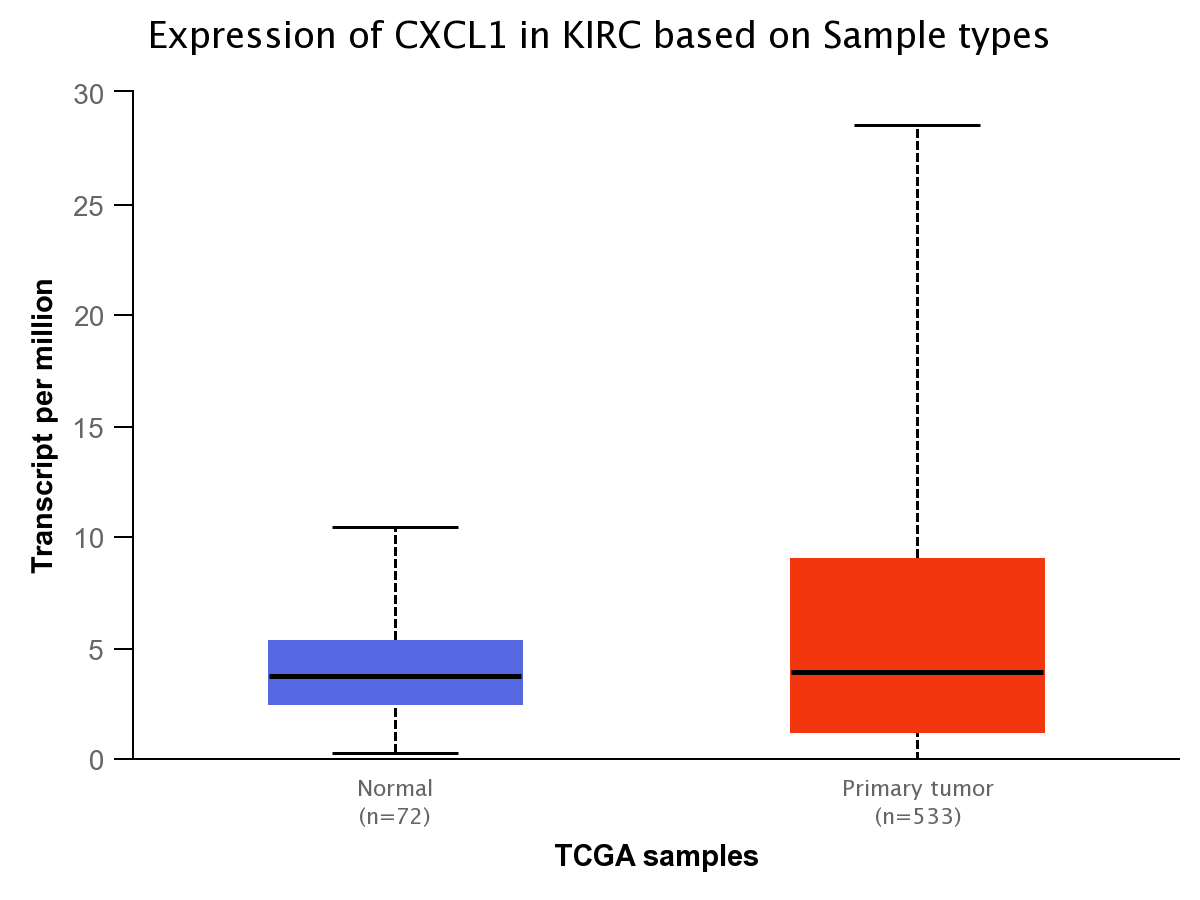 Expression of CXCL1 in KIRC based on Sample types
Transcript per million
30
25
20
15
10
5
0
Normal
(n=72)
Primary tumor
(n=533)
TCGA samples